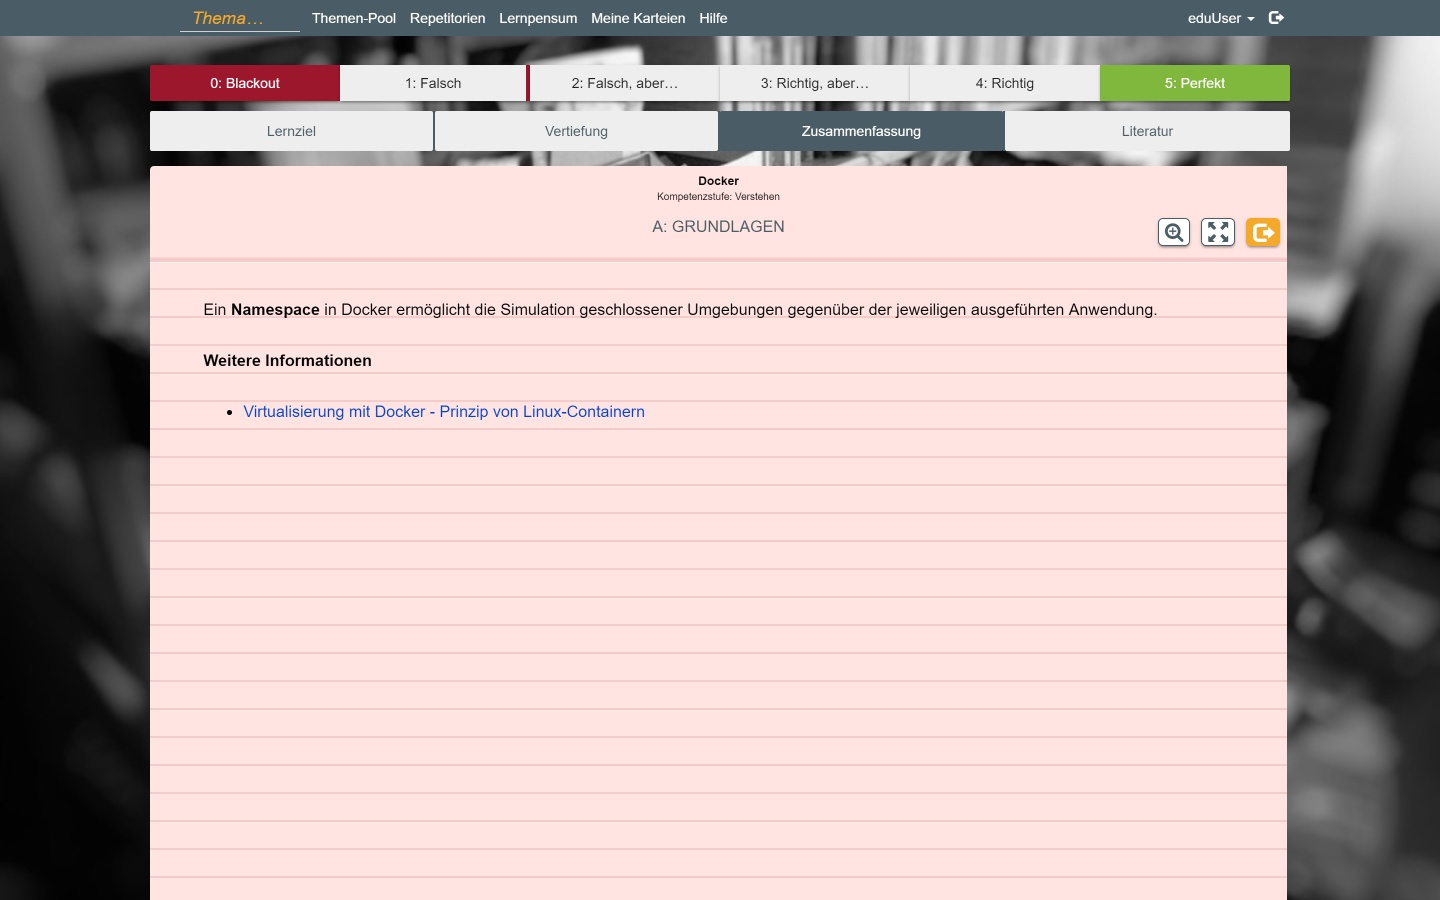 Thema…
Themen-Pool Repetitorien Lernpensum Meine Karteien Hilfe
eduUser
0: Blackout
1: Falsch
2: Falsch, aber…
3: Richtig, aber…
4: Richtig
5: Perfekt
Lernziel
Vertiefung
Zusammenfassung
Literatur
Docker
Kompetenzstufe: Verstehen
A: GRUNDLAGEN
Ein Namespace in Docker ermöglicht die Simulation geschlossener Umgebungen gegenüber der jeweiligen ausgeführten Anwendung.
Weitere Informationen
Virtualisierung mit Docker - Prinzip von Linux-Containern